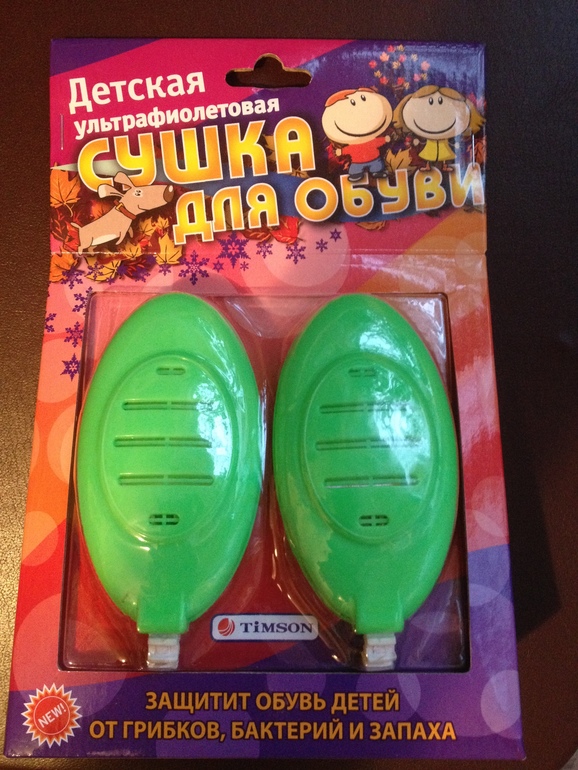 Детская
ультрафиолетовая
СУШКА
ДЛЯ ОБУВИ
TiMSON
NEW!
ЗАЩИТИТ ОБУВЬ ДЕТЕЙ
ОТ ГРИБКОВ, БАКТЕРИЙ И ЗАПАХА